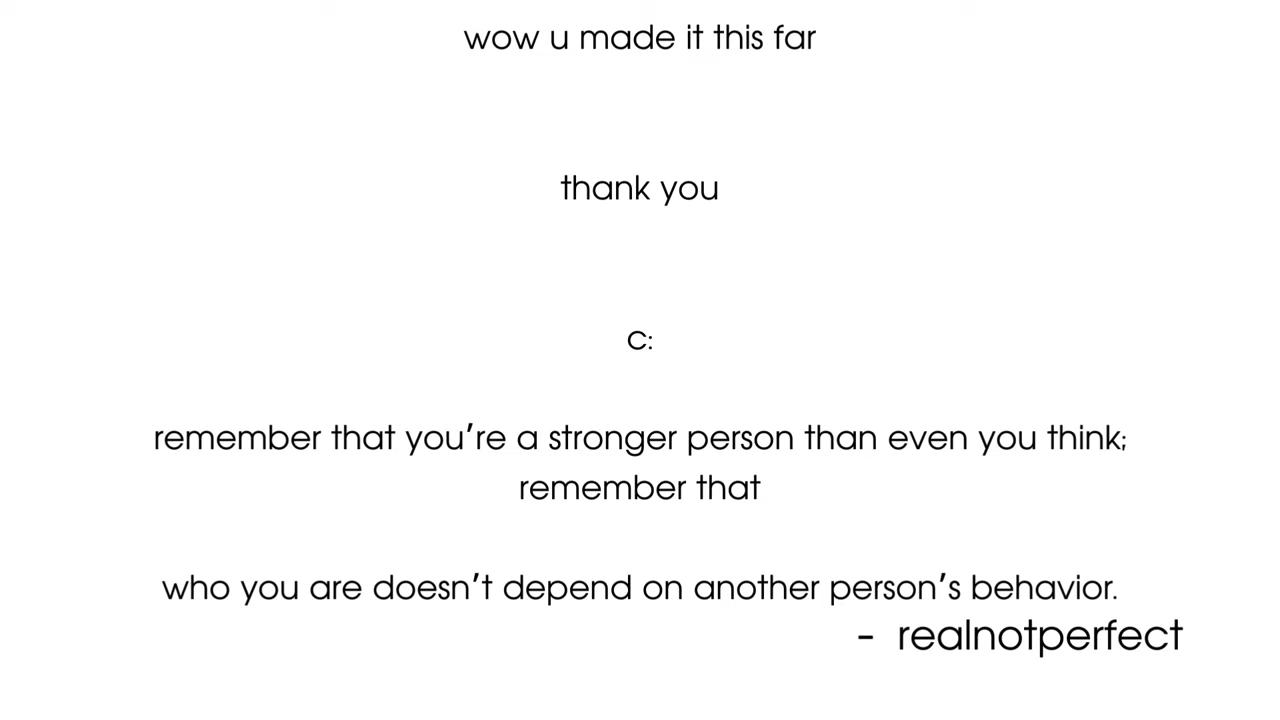 wow u made it this far
thank you
c:
remember that you're a stronger person than even you think;
remember that
who you are doesn't depend on another person's behavior.
- realnotperfect